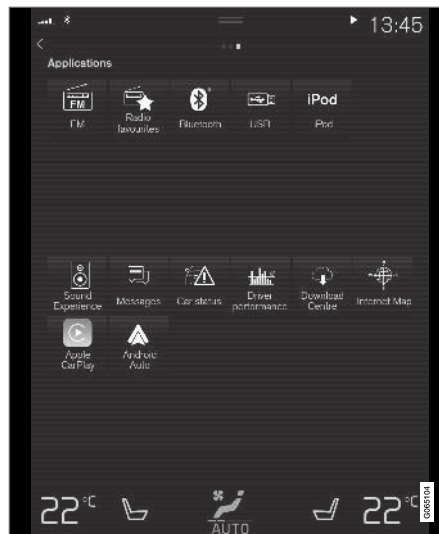 13:45
Applications
FM
iPod
FM
Radio
favourites
Bluetooth
USB
iPod
Sound
Experience
Messages
Car status
Driver
performance
Download
Centre
Internet Map
Apple
CarPlay
Android
Auto
22°C
AUTO
22°C
G065104